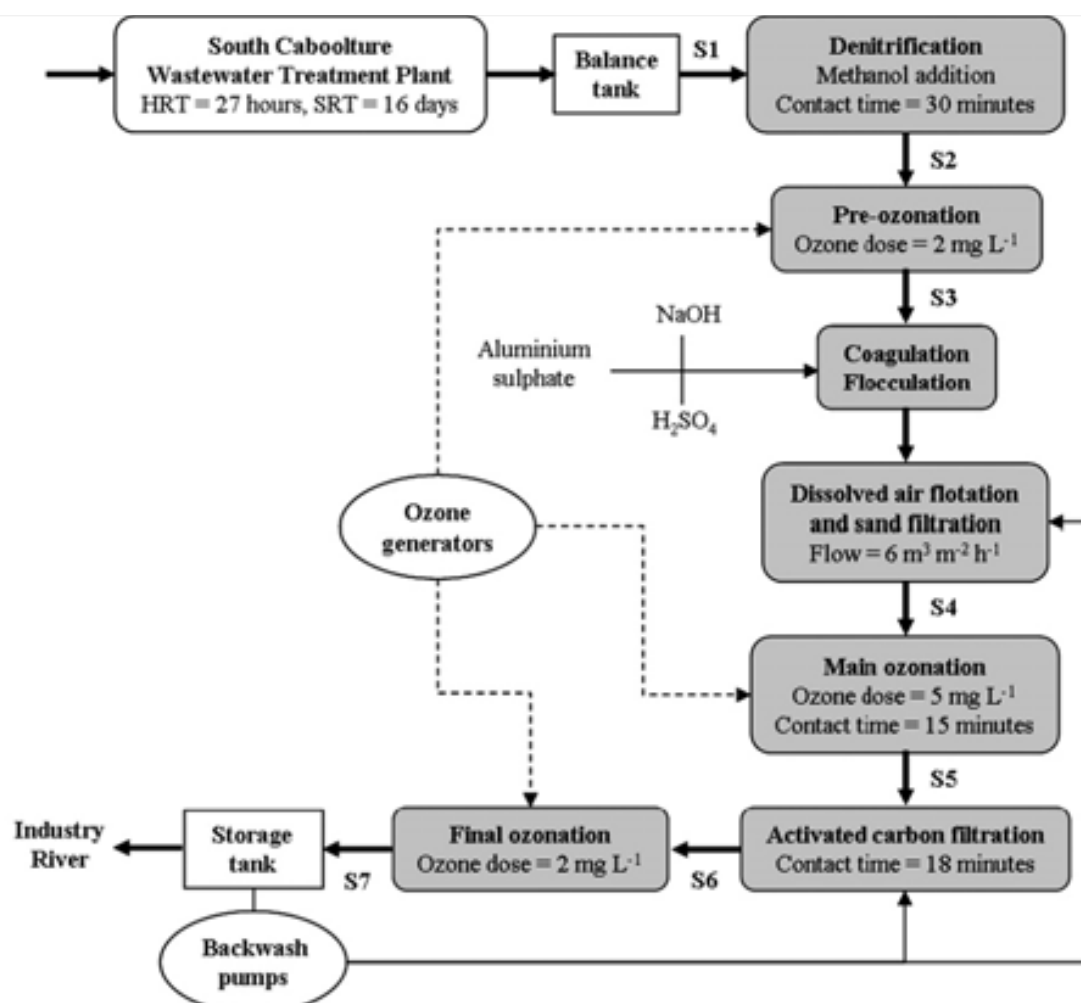 South Caboolture
Wastewater Treatment Plant
HRT = 27 hours, SRT = 16 days
Balance
tank
S1
Denitrification
Methanol addition
Contact time = 30 minutes
S2
Pre-ozonation
Ozone dose = 2 mg L⁻¹
S3
NaOH
Aluminium
sulphate
H₂SO₄
Coagulation
Flocculation
Ozone
generators
Dissolved air flotation
and sand filtration
Flow = 6 m³ m⁻² h⁻¹
S4
Main ozonation
Ozone dose = 5 mg L⁻¹
Contact time = 15 minutes
S5
Industry
River
Storage
tank
S7
Final ozonation
Ozone dose = 2 mg L⁻¹
S6
Activated carbon filtration
Contact time = 18 minutes
Backwash
pumps